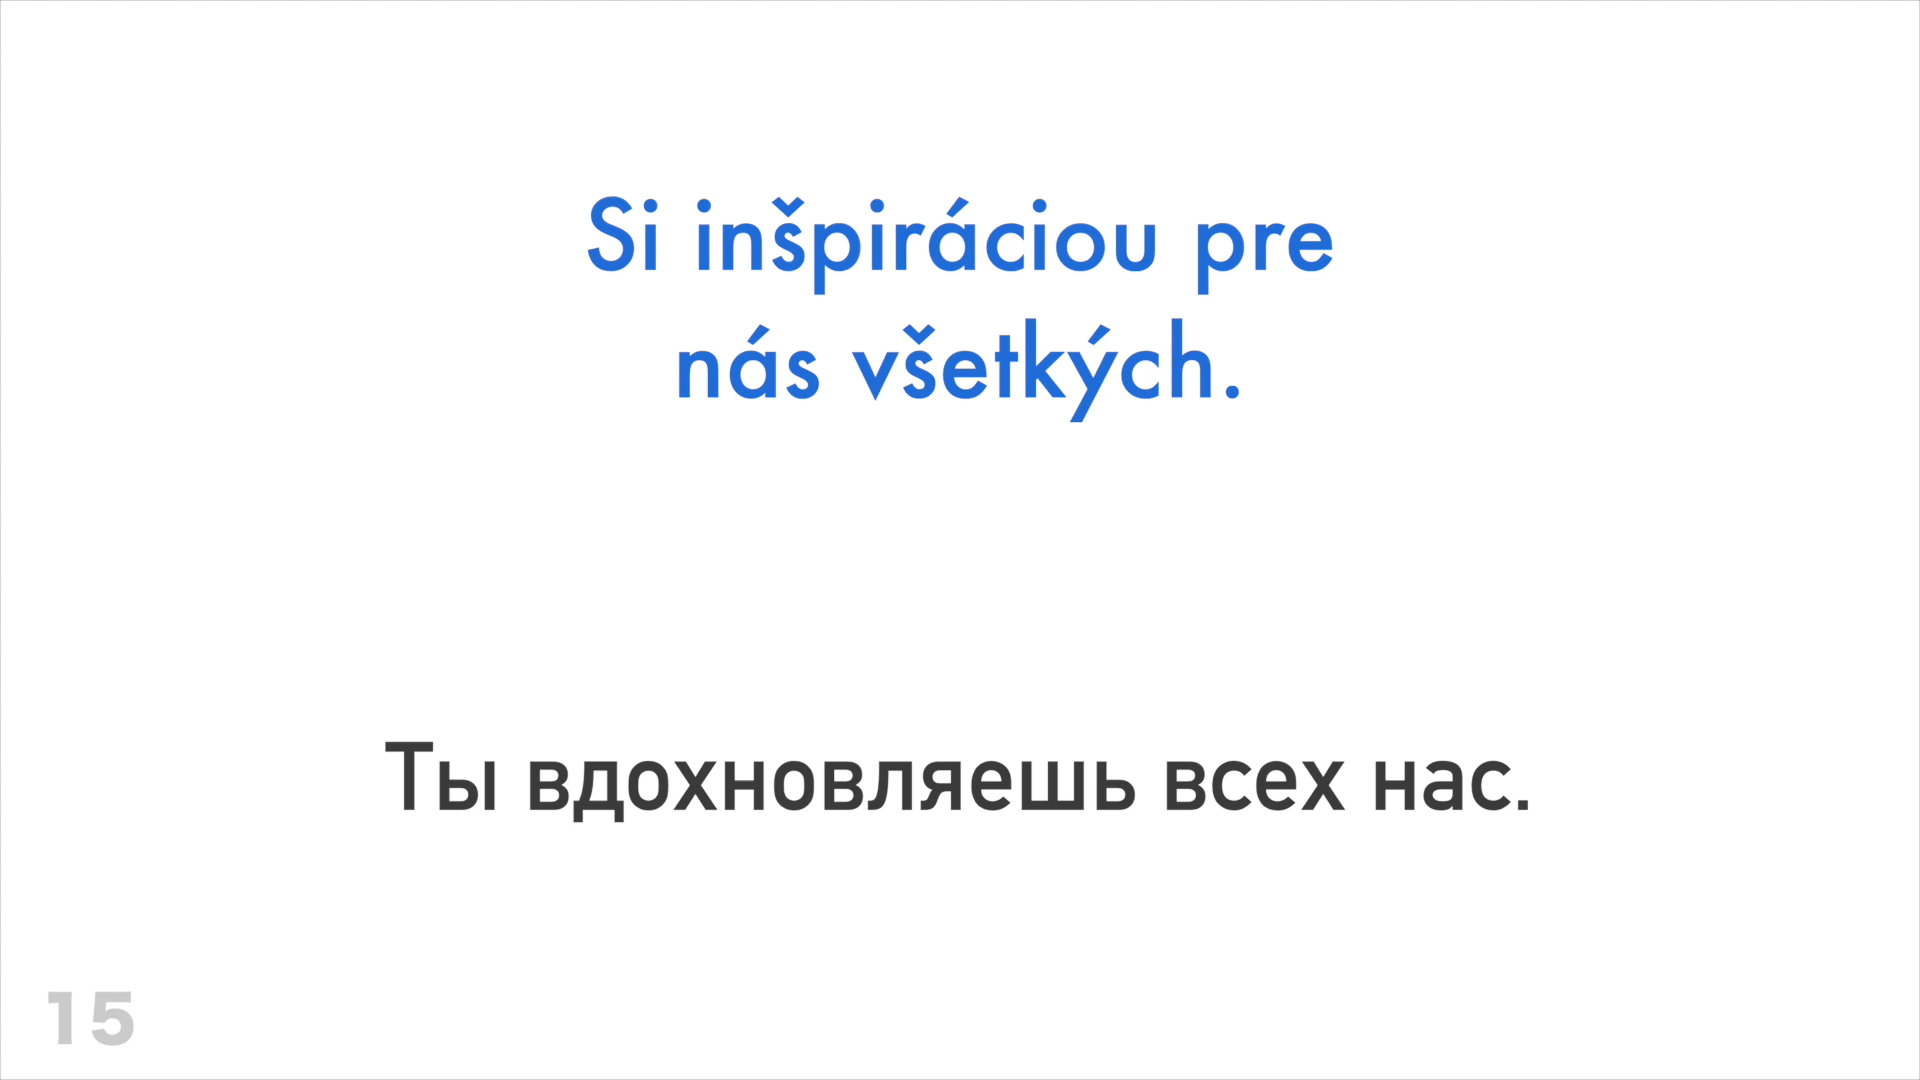 Si inšpiráciou pre
nás všetkých.
Ты вдохновляешь всех нас.
15